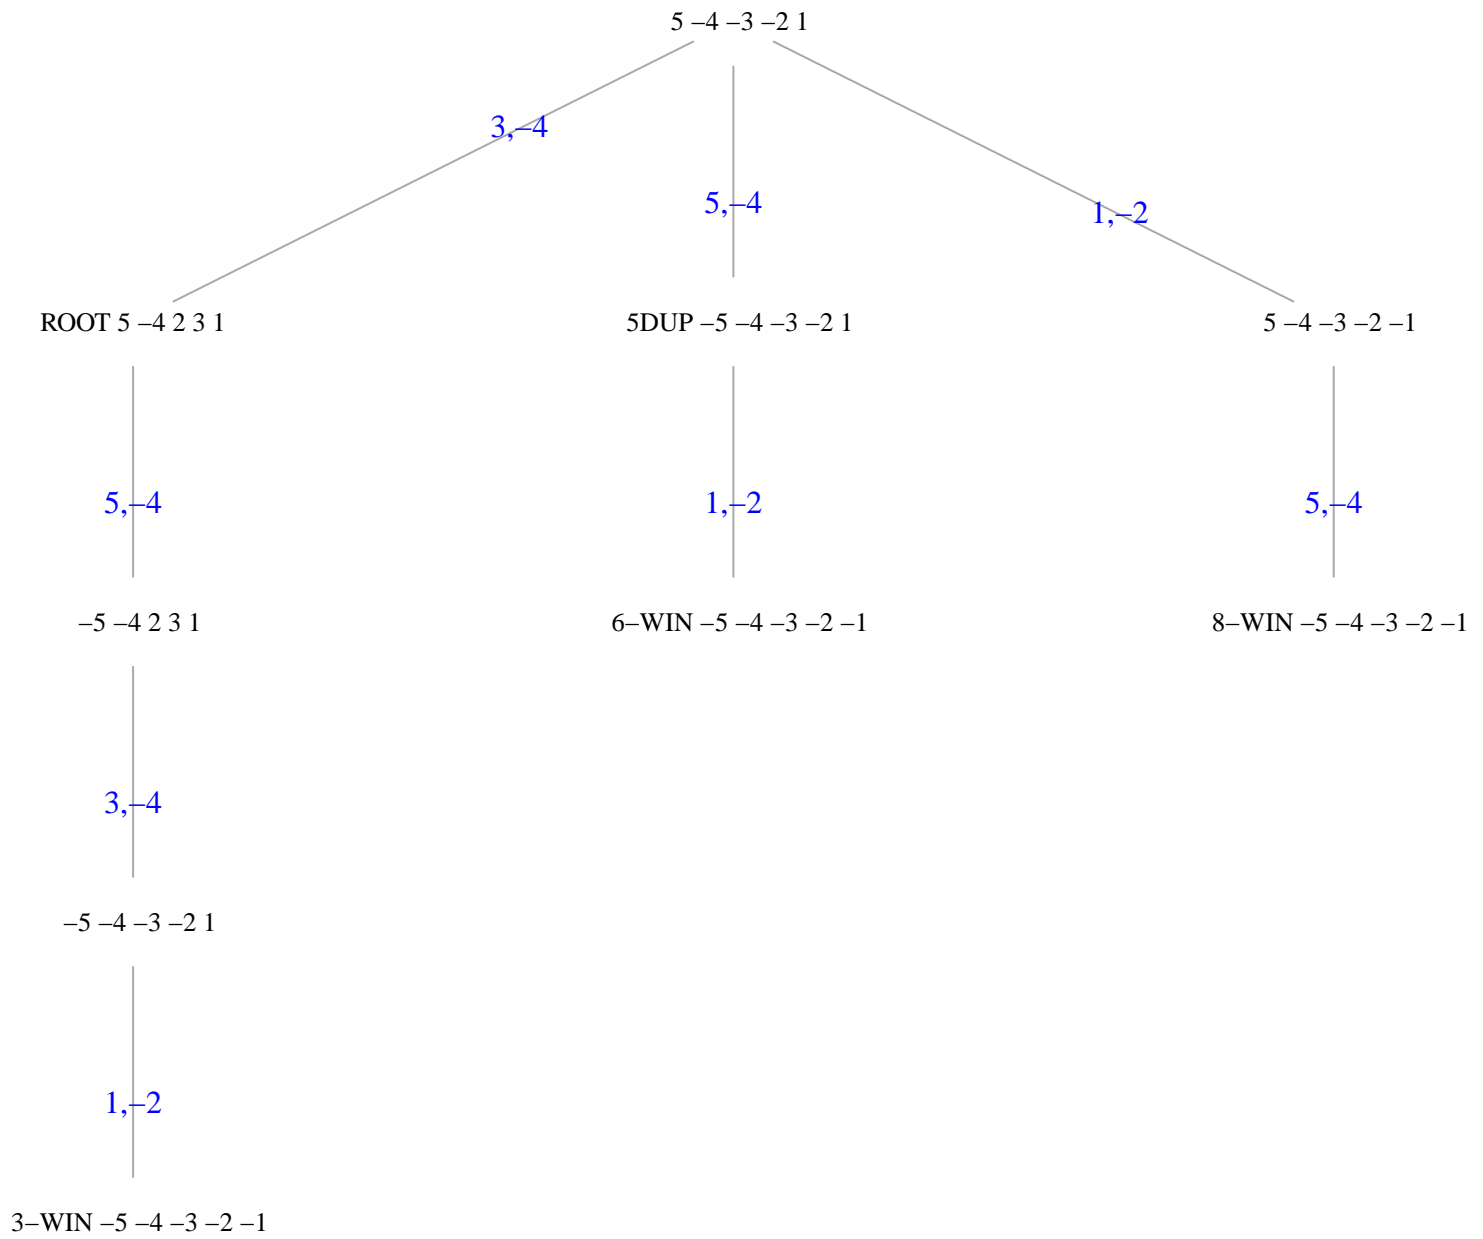 5 –4 –3 –2 1
3,–4
5,–4
1,–2
ROOT 5 –4 2 3 1
5DUP –5 –4 –3 –2 1
5 –4 –3 –2 –1
5,–4
1,–2
5,–4
–5 –4 2 3 1
6–WIN –5 –4 –3 –2 –1
8–WIN –5 –4 –3 –2 –1
3,–4
–5 –4 –3 –2 1
1,–2
3–WIN –5 –4 –3 –2 –1